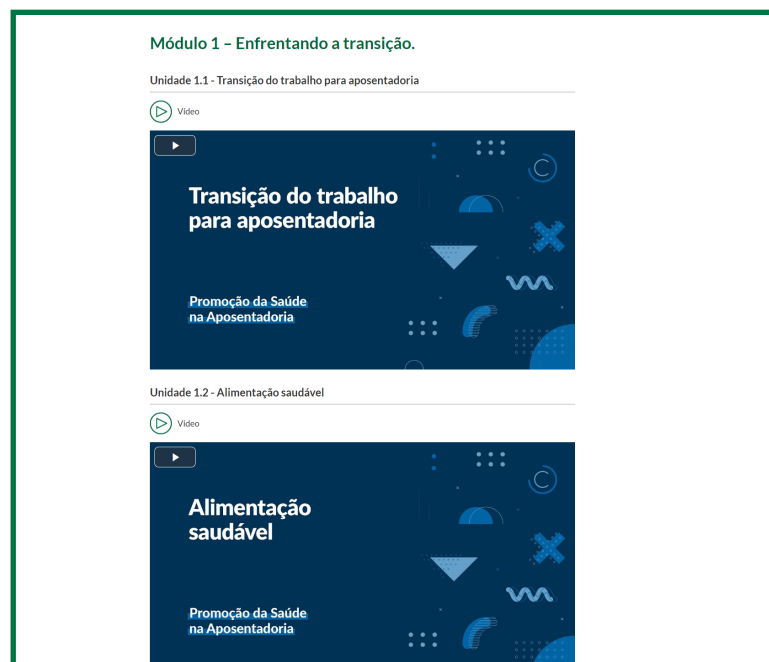 Módulo 1 – Enfrentando a transição.
Unidade 1.1 - Transição do trabalho para aposentadoria
Vídeo
Transição do trabalho
para aposentadoria
Promoção da Saúde
na Aposentadoria
Unidade 1.2 - Alimentação saudável
Vídeo
Alimentação
saudável
Promoção da Saúde
na Aposentadoria